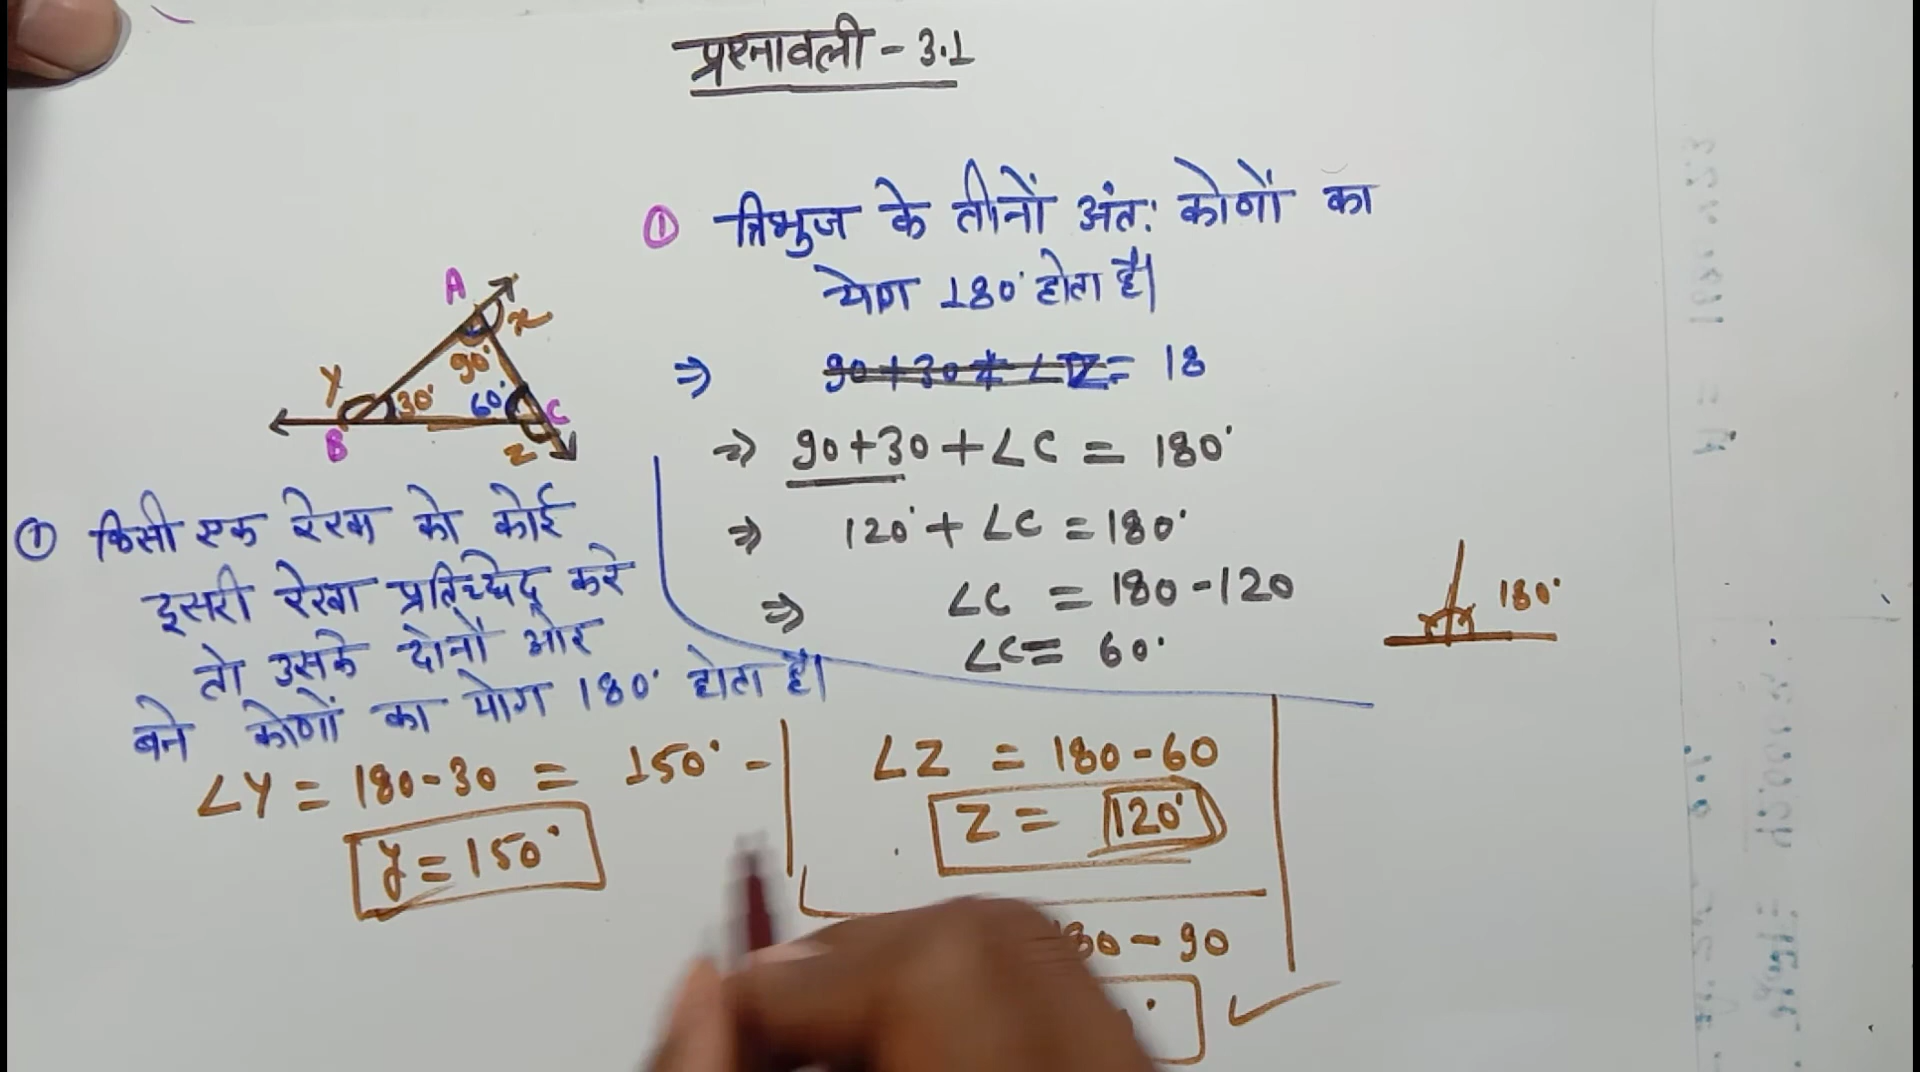 प्रश्नावली - 3.1
① त्रिभुज के तीनों अंत: कोणों का
योग 180° होता है।
A
x
90°
Y
30°
60°
C
B
Z
⇒ 90+30+∠Z = 18
⇒ 90+30+∠C = 180°
⇒ 120° + ∠C = 180°
⇒ ∠C = 180-120
∠C = 60°
180°
① किसी एक रेखा को कोई
दुसरी रेखा प्रतिच्छेद करे
तो उसके दोनों ओर
बने कोणों का योग 180° होता है।
∠Y = 180-30 = 150° -
y = 150°
∠Z = 180-60
Z = 120°
80-90